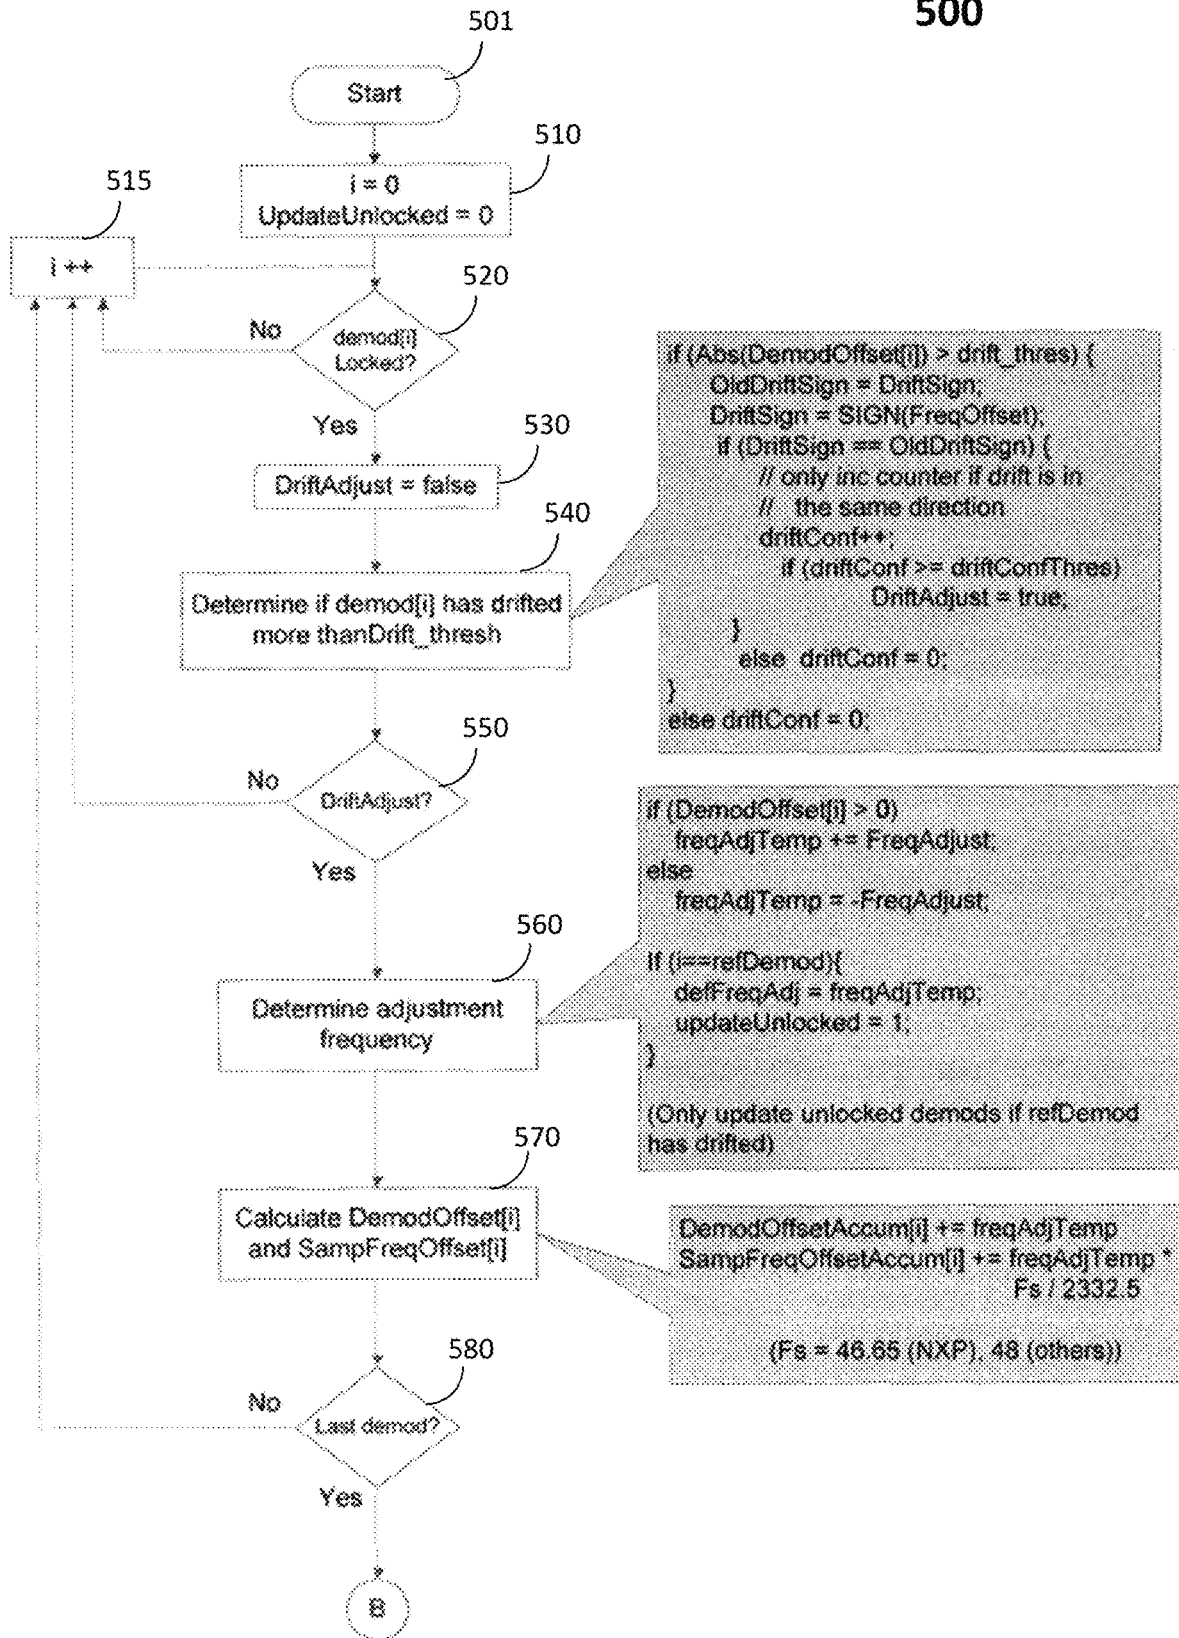 500
501
Start
510
i = 0
UpdateUnlocked = 0
515
i ++
520
demod[i]
Locked?
No
Yes
530
DriftAdjust = false
540
Determine if demod[i] has drifted
more thanDrift_thresh
if (Abs(DemodOffset[i]) > drift_thres) {
OldDriftSign = DriftSign;
DriftSign = SIGN(FreqOffset);
if (DriftSign == OldDriftSign) {
// only inc counter if drift is in
// the same direction
driftConf++;
if (driftConf >= driftConfThres)
DriftAdjust = true;
}
else driftConf = 0;
}
else driftConf = 0;
550
DriftAdjust?
No
Yes
560
Determine adjustment
frequency
if (DemodOffset[i] > 0)
freqAdjTemp += FreqAdjust;
else
freqAdjTemp = -FreqAdjust;
If (i==refDemod){
defFreqAdj = freqAdjTemp;
updateUnlocked = 1;
}
(Only update unlocked demods if refDemod
has drifted)
570
Calculate DemodOffset[i]
and SampFreqOffset[i]
DemodOffsetAccum[i] += freqAdjTemp
SampFreqOffsetAccum[i] += freqAdjTemp *
Fs / 2332.5
(Fs = 46.65 (NXP), 48 (others))
580
Last demod?
No
Yes
B